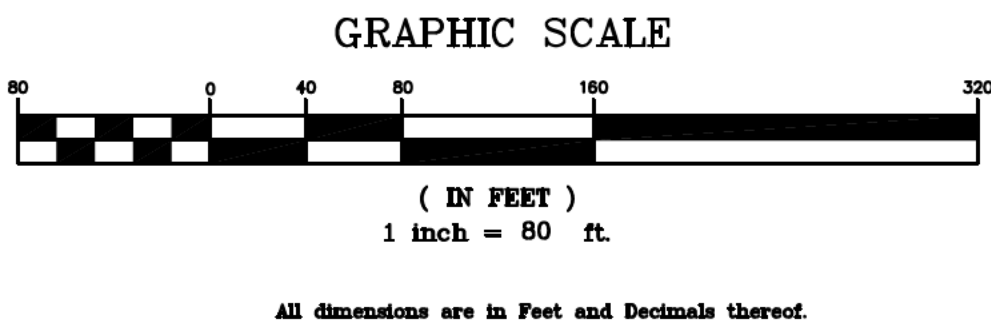 GRAPHIC SCALE
80 0 40 80 160 320
( IN FEET )
1 inch = 80 ft.
All dimensions are in Feet and Decimals thereof.